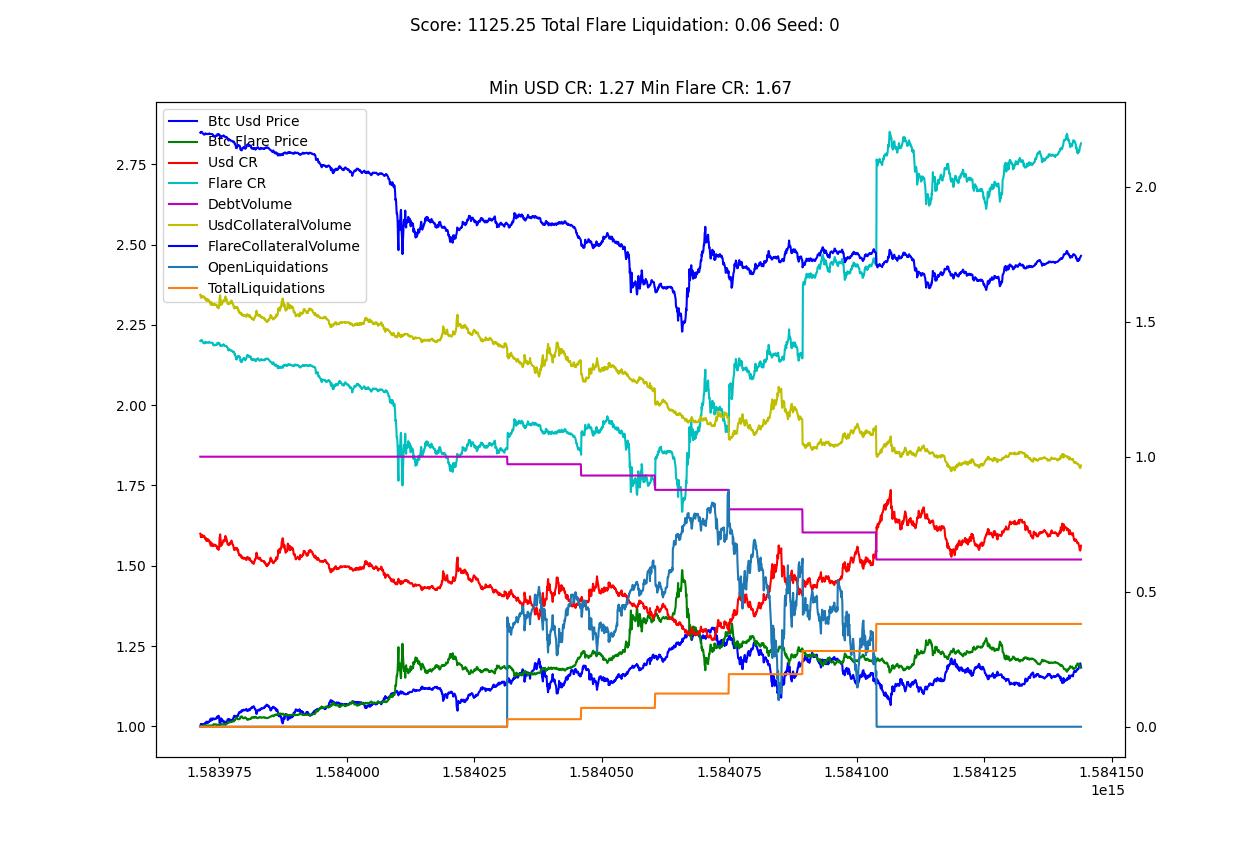 Score: 1125.25 Total Flare Liquidation: 0.06 Seed: 0
Min USD CR: 1.27 Min Flare CR: 1.67
Btc Usd Price
Btc Flare Price
Usd CR
Flare CR
DebtVolume
UsdCollateralVolume
FlareCollateralVolume
OpenLiquidations
TotalLiquidations
2.75
2.50
2.25
2.00
1.75
1.50
1.25
1.00
2.0
1.5
1.0
0.5
0.0
1.583975
1.584000
1.584025
1.584050
1.584075
1.584100
1.584125
1.584150
1e15